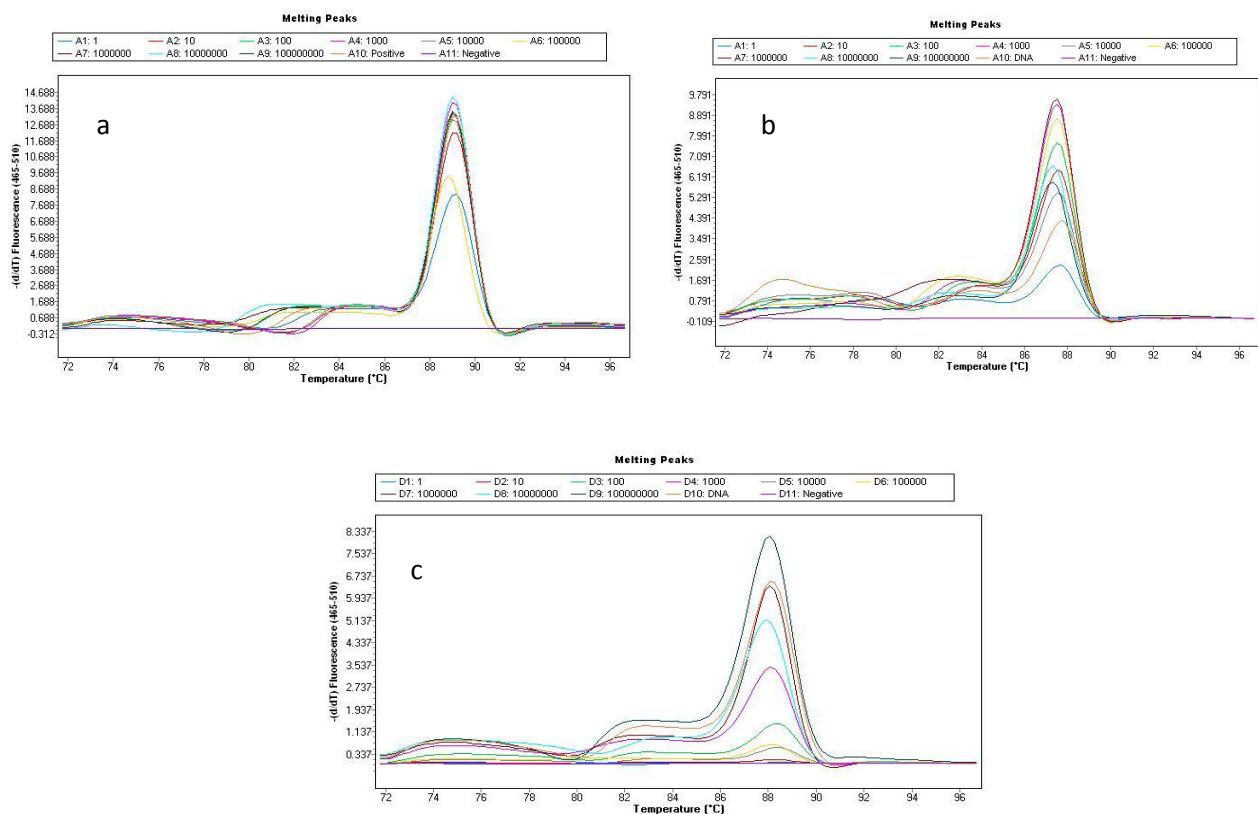 Melting Peaks
A1: 1 A2: 10 A3: 100 A4: 1000 A5: 10000 A6: 100000
A7: 1000000 A8: 10000000 A9: 100000000 A10: Positive A11: Negative
14.688
13.688
12.688
11.688
10.688
9.688
8.688
7.688
6.688
5.688
4.688
3.688
2.688
1.688
0.688
-0.312
-(d/dT) Fluorescence (465-510)
a
72 74 76 78 80 82 84 86 88 90 92 94 96
Temperature (°C)
Melting Peaks
A1: 1 A2: 10 A3: 100 A4: 1000 A5: 10000 A6: 100000
A7: 1000000 A8: 10000000 A9: 100000000 A10: DNA A11: Negative
9.791
8.891
7.991
7.091
6.191
5.291
4.391
3.491
2.591
1.691
0.791
-0.109
-(d/dT) Fluorescence (465-510)
b
72 74 76 78 80 82 84 86 88 90 92 94 96
Temperature (°C)
Melting Peaks
D1: 1 D2: 10 D3: 100 D4: 1000 D5: 10000 D6: 100000
D7: 1000000 D8: 10000000 D9: 100000000 D10: DNA D11: Negative
8.337
7.537
6.737
5.937
5.137
4.337
3.537
2.737
1.937
1.137
0.337
-(d/dT) Fluorescence (465-510)
c
72 74 76 78 80 82 84 86 88 90 92 94 96
Temperature (°C)